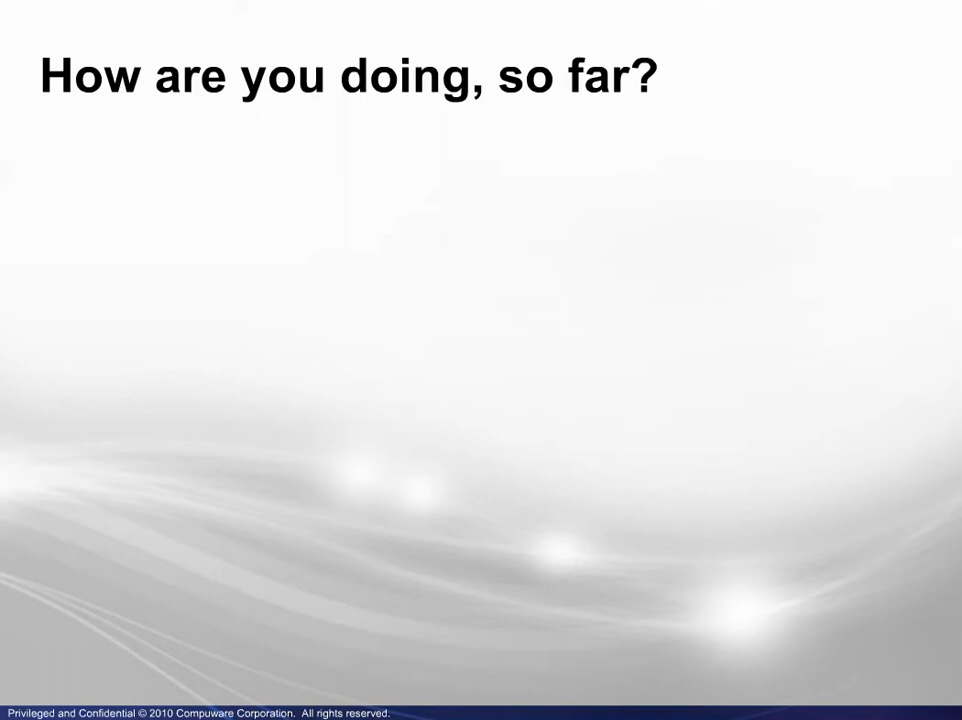 How are you doing, so far?
Privileged and Confidential © 2010 Compuware Corporation. All rights reserved.